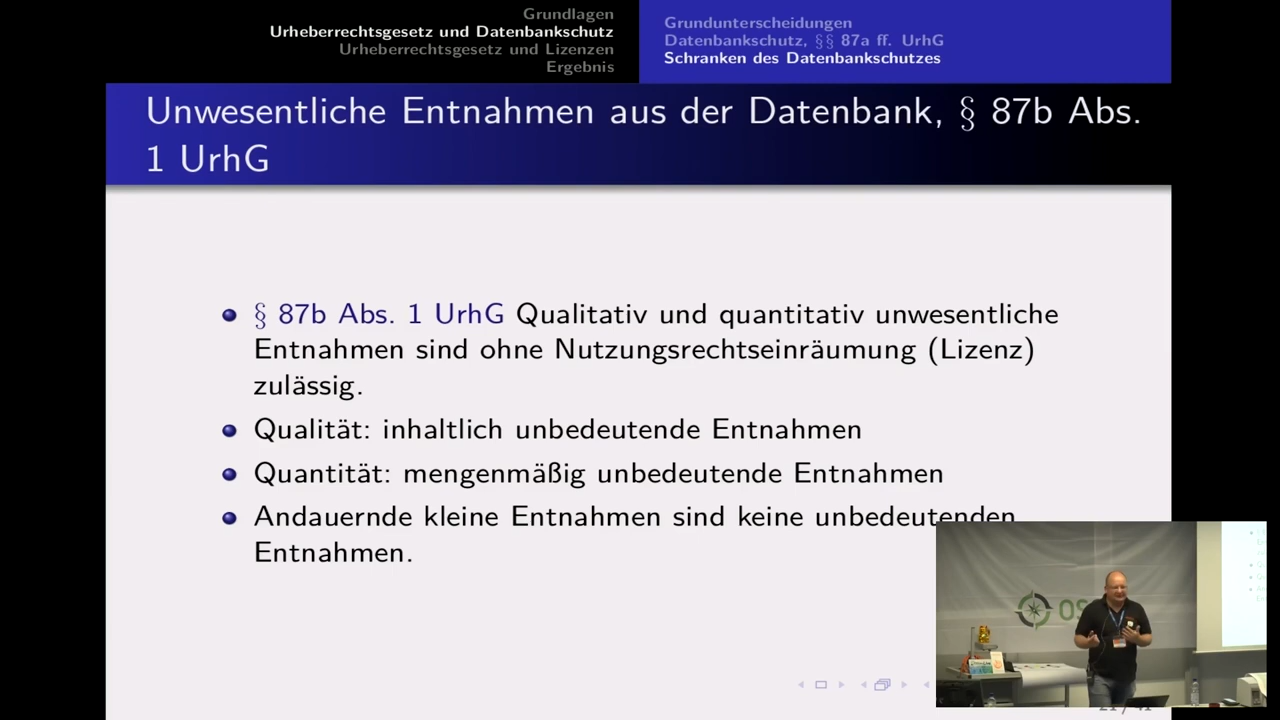 Grundlagen
Urheberrechtsgesetz und Datenbankschutz
Urheberrechtsgesetz und Lizenzen
Ergebnis
Grundunterscheidungen
Datenbankschutz, §§ 87a ff. UrhG
Schranken des Datenbankschutzes
Unwesentliche Entnahmen aus der Datenbank, § 87b Abs.
1 UrhG
§ 87b Abs. 1 UrhG Qualitativ und quantitativ unwesentliche
Entnahmen sind ohne Nutzungsrechtseinräumung (Lizenz)
zulässig.
Qualität: inhaltlich unbedeutende Entnahmen
Quantität: mengenmäßig unbedeutende Entnahmen
Andauernde kleine Entnahmen sind keine unbedeutenden
Entnahmen.
OS